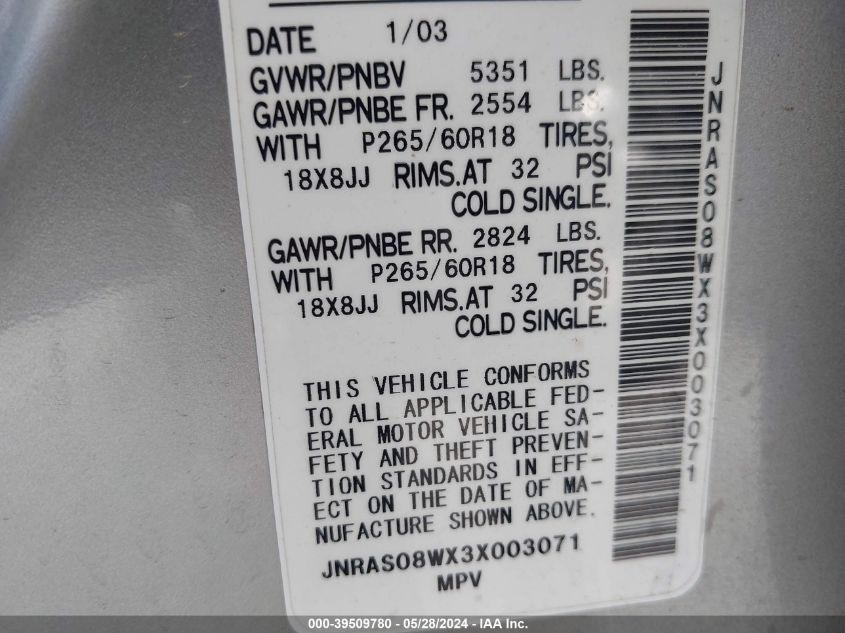 DATE 1/03
GVWR/PNBV 5351 LBS.
GAWR/PNBE FR. 2554 LBS.
WITH P265/60R18 TIRES,
18X8JJ RIMS.AT 32 PSI
COLD SINGLE.
GAWR/PNBE RR. 2824 LBS.
WITH P265/60R18 TIRES,
18X8JJ RIMS.AT 32 PSI
COLD SINGLE.
THIS VEHICLE CONFORMS
TO ALL APPLICABLE FED-
ERAL MOTOR VEHICLE SA-
FETY AND THEFT PREVEN-
TION STANDARDS IN EFF-
ECT ON THE DATE OF MA-
NUFACTURE SHOWN ABOVE.
JNRAS08WX3X003071
MPV
JNRAS08WX3X003071
000-39509780 - 05/28/2024 - IAA Inc.